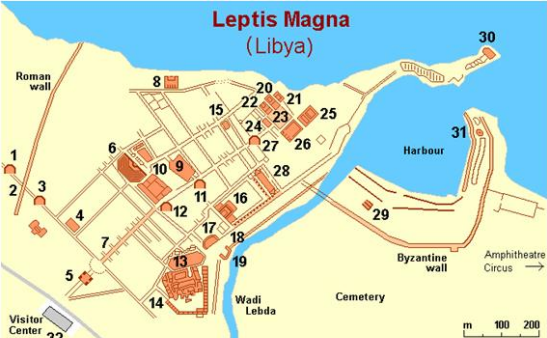 Leptis Magna
(Libya)
30
Roman
wall
8
20
21
22
23
25
15
24
26
27
31
Harbour
6
10
9
1
2
3
28
11
12
16
4
29
7
17
18
13
19
5
14
Byzantine
wall
Amphitheatre
Circus
Wadi
Lebda
Cemetery
Visitor
Center
32
m 100 200